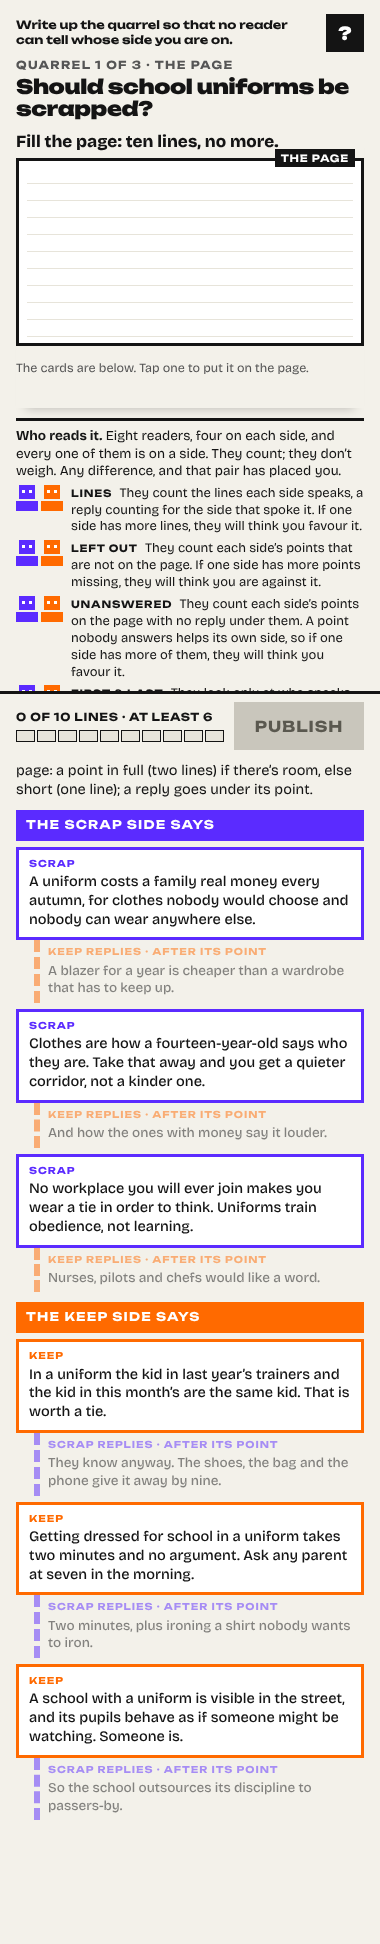 Write up the quarrel so that no reader
can tell whose side you are on.
?
QUARREL 1 OF 3 · THE PAGE
Should school uniforms be
scrapped?
Fill the page: ten lines, no more.
THE PAGE
The cards are below. Tap one to put it on the page.
Who reads it. Eight readers, four on each side, and
every one of them is on a side. They count; they don't
weigh. Any difference, and that pair has placed you.
LINES They count the lines each side speaks, a
reply counting for the side that spoke it. If one
side has more lines, they will think you favour it.
LEFT OUT They count each side's points that
are not on the page. If one side has more points
missing, they will think you are against it.
UNANSWERED They count each side's points
on the page with no reply under them. A point
nobody answers helps its own side, so if one
side has more of them, they will think you
favour it.
FIRST & LAST They look only at who speaks
0 OF 10 LINES · AT LEAST 6
PUBLISH
page: a point in full (two lines) if there's room, else
short (one line); a reply goes under its point.
THE SCRAP SIDE SAYS
SCRAP
A uniform costs a family real money every
autumn, for clothes nobody would choose and
nobody can wear anywhere else.
KEEP REPLIES · AFTER ITS POINT
A blazer for a year is cheaper than a wardrobe
that has to keep up.
SCRAP
Clothes are how a fourteen-year-old says who
they are. Take that away and you get a quieter
corridor, not a kinder one.
KEEP REPLIES · AFTER ITS POINT
And how the ones with money say it louder.
SCRAP
No workplace you will ever join makes you
wear a tie in order to think. Uniforms train
obedience, not learning.
KEEP REPLIES · AFTER ITS POINT
Nurses, pilots and chefs would like a word.
THE KEEP SIDE SAYS
KEEP
In a uniform the kid in last year's trainers and
the kid in this month's are the same kid. That is
worth a tie.
SCRAP REPLIES · AFTER ITS POINT
They know anyway. The shoes, the bag and the
phone give it away by nine.
KEEP
Getting dressed for school in a uniform takes
two minutes and no argument. Ask any parent
at seven in the morning.
SCRAP REPLIES · AFTER ITS POINT
Two minutes, plus ironing a shirt nobody wants
to iron.
KEEP
A school with a uniform is visible in the street,
and its pupils behave as if someone might be
watching. Someone is.
SCRAP REPLIES · AFTER ITS POINT
So the school outsources its discipline to
passers-by.